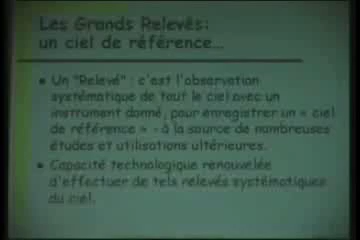 Les Grands Relevés:
un ciel de référence…
Un "Relevé" : c'est l'observation
systématique de tout le ciel avec un
instrument donné, pour enregistrer un « ciel
de référence » - à la source de nombreuses
études et utilisations ultérieures.
Capacité technologique renouvelée
d'effectuer de tels relevés systématiques
du ciel.